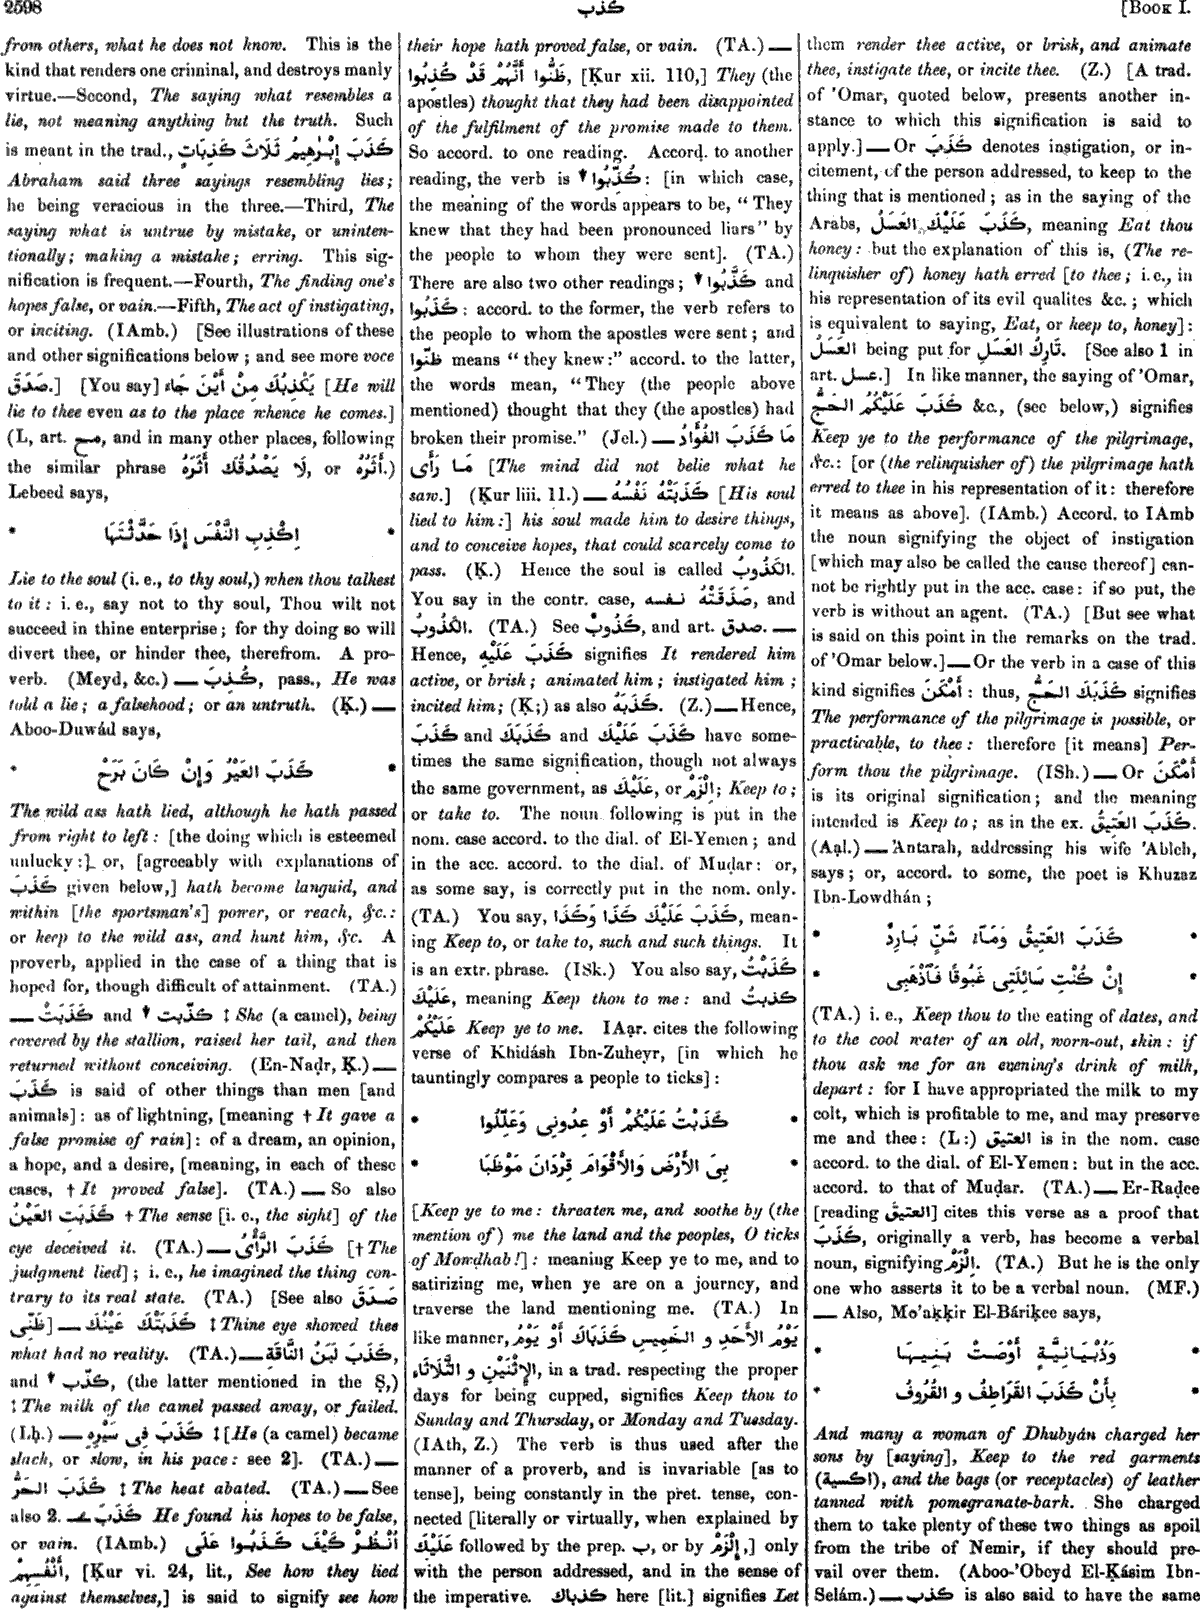 2598
كذب
[BOOK I.
from others, what he does not know. This is the
kind that renders one criminal, and destroys manly
virtue.—Second, The saying what resembles a
lie, not meaning anything but the truth. Such
is meant in the trad., كَذَبَ إِبْرٰهِيمُ ثَلَاثَ كَذِبَاتٍ
Abraham said three sayings resembling lies;
he being veracious in the three.—Third, The
saying what is untrue by mistake, or uninten-
tionally; making a mistake; erring. This sig-
nification is frequent.—Fourth, The finding one's
hopes false, or vain.—Fifth, The act of instigating,
or inciting. (IAmb.) [See illustrations of these
and other significations below; and see more voce
صَدَقَ.] [You say] يَكْذِبُكَ مِنْ أَيْنَ جَاءَ [He will
lie to thee even as to the place whence he comes.]
(L, art. مسح, and in many other places, following
the similar phrase لَا يَصْدُقُكَ أَثَرَهُ, or أَثَرُهُ.)
Lebeed says,
* اِكْذِبِ النَّفْسَ إِذَا حَدَّثْتَهَا *
Lie to the soul (i. e., to thy soul,) when thou talkest
to it: i. e., say not to thy soul, Thou wilt not
succeed in thine enterprise; for thy doing so will
divert thee, or hinder thee, therefrom. A pro-
verb. (Meyd, &c.) — كُذِبَ, pass., He was
told a lie; a falsehood; or an untruth. (Ḳ.) —
Aboo-Duwád says,
* كَذَبَ العَيْرُ وَإِنْ كَانَ بَرَحْ *
The wild ass hath lied, although he hath passed
from right to left: [the doing which is esteemed
unlucky:] or, [agreeably with explanations of
كَذَبَ given below,] hath become languid, and
within [the sportsman's] power, or reach, &c.:
or keep to the wild ass, and hunt him, &c. A
proverb, applied in the case of a thing that is
hoped for, though difficult of attainment. (TA.)
— كَذَبَتْ and ▼ كذّبت ‡ She (a camel), being
covered by the stallion, raised her tail, and then
returned without conceiving. (En-Naḍr, Ḳ.) —
كَذَبَ is said of other things than men [and
animals]: as of lightning, [meaning † It gave a
false promise of rain]: of a dream, an opinion,
a hope, and a desire, [meaning, in each of these
cases, † It proved false]. (TA.) — So also
كَذَبَتِ العَيْنُ † The sense [i. e., the sight] of the
eye deceived it. (TA.) — كَذَبَ الرَّأْىُ [† The
judgment lied]; i. e., he imagined the thing con-
trary to its real state. (TA.) [See also صَدَقَ
ظَنِّى] — كَذَبَتْكَ عَيْنُكَ ‡ Thine eye showed thee
what had no reality. (TA.) — كَذَبَ لَبَنُ النَّاقَةِ,
and ▼ كَذّب, (the latter mentioned in the Ṣ,)
‡ The milk of the camel passed away, or failed.
(Lḥ.) — كَذَبَ فِى سَيْرِهِ ‡ [He (a camel) became
slack, or slow, in his pace: see 2]. (TA.) —
كَذَبَ الحَرُّ ‡ The heat abated. (TA.) — See
also 2. — كَذَبَ He found his hopes to be false,
or vain. (IAmb.) اُنْظُرْ كَيْفَ كَذَبُوا عَلَى
أَنْفُسِهِمْ, [Ḳur vi. 24, lit., See how they lied
against themselves,] is said to signify see how
their hope hath proved false, or vain. (TA.) —
ظَنُّوا أَنَّهُمْ قَدْ كُذِبُوا, [Ḳur xii. 110,] They (the
apostles) thought that they had been disappointed
of the fulfilment of the promise made to them.
So accord. to one reading. Accord. to another
reading, the verb is ▼ كُذِّبُوا: [in which case,
the meaning of the words appears to be, "They
knew that they had been pronounced liars" by
the people to whom they were sent]. (TA.)
There are also two other readings; ▼ كَذَّبُوا and
كَذَبُوا: accord. to the former, the verb refers to
the people to whom the apostles were sent; and
ظنّوا means "they knew:" accord. to the latter,
the words mean, "They (the people above
mentioned) thought that they (the apostles) had
broken their promise." (Jel.) — مَا كَذَبَ الفُؤَادُ
مَا رَأَى [The mind did not belie what he
saw.] (Ḳur liii. 11.) — كَذَبَتْهُ نَفْسُهُ [His soul
lied to him:] his soul made him to desire things,
and to conceive hopes, that could scarcely come to
pass. (Ḳ.) Hence the soul is called الكَذُوبُ.
You say in the contr. case, صَدَقَتْهُ نفسه, and
الكَذُوبُ. (TA.) See كَذُوبٌ, and art. صدق. —
Hence, كَذَبَ عَلَيْهِ signifies It rendered him
active, or brisk; animated him; instigated him;
incited him; (Ḳ;) as also كَذَبَهُ. (Z.) — Hence,
كَذَبَ and كَذَبَكَ and كَذَبَ عَلَيْكَ have some-
times the same signification, though not always
the same government, as عَلَيْكَ, or اِلْزَمْ; Keep to;
or take to. The noun following is put in the
nom. case accord. to the dial. of El-Yemen; and
in the acc. accord. to the dial. of Muḍar: or,
as some say, is correctly put in the nom. only.
(TA.) You say, كَذَبَ عَلَيْكَ كَذَا وَكَذَا, mean-
ing Keep to, or take to, such and such things. It
is an extr. phrase. (ISk.) You also say, كَذَبْتُ
عَلَيْكَ, meaning Keep thou to me: and كذبتُ
عَلَيْكُمْ Keep ye to me. IAạr. cites the following
verse of Khidásh Ibn-Zuheyr, [in which he
tauntingly compares a people to ticks]:
* كَذَبْتُ عَلَيْكُمْ أَوْعِدُونِى وَعَلِّلُوا *
* بِىَ الأَرْضَ وَالأَقْوَامَ قِرْدَانَ مَوْظَبَا *
[Keep ye to me: threaten me, and soothe by (the
mention of) me the land and the peoples, O ticks
of Mowdhab!]: meaning Keep ye to me, and to
satirizing me, when ye are on a journey, and
traverse the land mentioning me. (TA.) In
like manner, يَوْمُ الأَحَدِ و الخَمِيسِ كَذَبَاكَ أَوْ يَوْمُ
الإِثْنَيْنِ و الثَّلَاثَاءِ, in a trad. respecting the proper
days for being cupped, signifies Keep thou to
Sunday and Thursday, or Monday and Tuesday.
(IAth, Z.) The verb is thus used after the
manner of a proverb, and is invariable [as to
tense], being constantly in the pret. tense, con-
nected [literally or virtually, when explained by
عَلَيْكَ followed by the prep. ب, or by اِلْزَمْ,] only
with the person addressed, and in the sense of
the imperative. كذباك here [lit.] signifies Let
them render thee active, or brisk, and animate
thee, instigate thee, or incite thee. (Z.) [A trad.
of 'Omar, quoted below, presents another in-
stance to which this signification is said to
apply.] — Or كَذَبَ denotes instigation, or in-
citement, of the person addressed, to keep to the
thing that is mentioned; as in the saying of the
Arabs, كَذَبَ عَلَيْكَ العَسَلُ, meaning Eat thou
honey: but the explanation of this is, (The re-
linquisher of) honey hath erred [to thee; i.e., in
his representation of its evil qualites &c.; which
is equivalent to saying, Eat, or keep to, honey]:
العَسَلُ being put for تَارِكُ العَسَلِ. [See also 1 in
art. عسل.] In like manner, the saying of 'Omar,
كَذَبَ عَلَيْكُمُ الحَجُّ &c., (see below,) signifies
Keep ye to the performance of the pilgrimage,
&c.: [or (the relinquisher of) the pilgrimage hath
erred to thee in his representation of it: therefore
it means as above]. (IAmb.) Accord. to IAmb
the noun signifying the object of instigation
[which may also be called the cause thereof] can-
not be rightly put in the acc. case: if so put, the
verb is without an agent. (TA.) [But see what
is said on this point in the remarks on the trad.
of 'Omar below.] — Or the verb in a case of this
kind signifies أَمْكَنَ: thus, كَذَبَكَ الحَجُّ signifies
The performance of the pilgrimage is possible, or
practicable, to thee: therefore [it means] Per-
form thou the pilgrimage. (ISh.) — Or أَمْكَنَ
is its original signification; and the meaning
intended is Keep to; as in the ex. كَذَبَ العَتِيقُ.
(Aạl.) — 'Antarah, addressing his wife 'Ableh,
says; or, accord. to some, the poet is Khuzaz
Ibn-Lowdhán;
* كَذَبَ العَتِيقُ وَمَاءُ شَنٍّ بَارِدٌ *
* إِنْ كُنْتِ سَائِلَتِى غَبُوقًا فَٱذْهَبِى *
(TA.) i. e., Keep thou to the eating of dates, and
to the cool water of an old, worn-out, skin: if
thou ask me for an evening's drink of milk,
depart: for I have appropriated the milk to my
colt, which is profitable to me, and may preserve
me and thee: (L:) العتيق is in the nom. case
accord. to the dial. of El-Yemen: but in the acc.
accord. to that of Muḍar. (TA.) — Er-Raḍee
[reading العتيقَ] cites this verse as a proof that
كَذَبَ, originally a verb, has become a verbal
noun, signifying اِلْزَمْ. (TA.) But he is the only
one who asserts it to be a verbal noun. (MF.)
— Also, Mo'aḳḳir El-Báriḳee says,
* وَذُبْيَانِيَّةٍ أَوْصَتْ بَنِيهَا *
* بِأَنْ كَذَبَ القَرَاطِفُ و القُرُوفُ *
And many a woman of Dhubyán charged her
sons by [saying], Keep to the red garments
(اكسية), and the bags (or receptacles) of leather
tanned with pomegranate-bark. She charged
them to take plenty of these two things as spoil
from the tribe of Nemir, if they should pre-
vail over them. (Aboo-'Obeyd El-Ḳásim Ibn-
Selám.) — كذب is also said to have the same